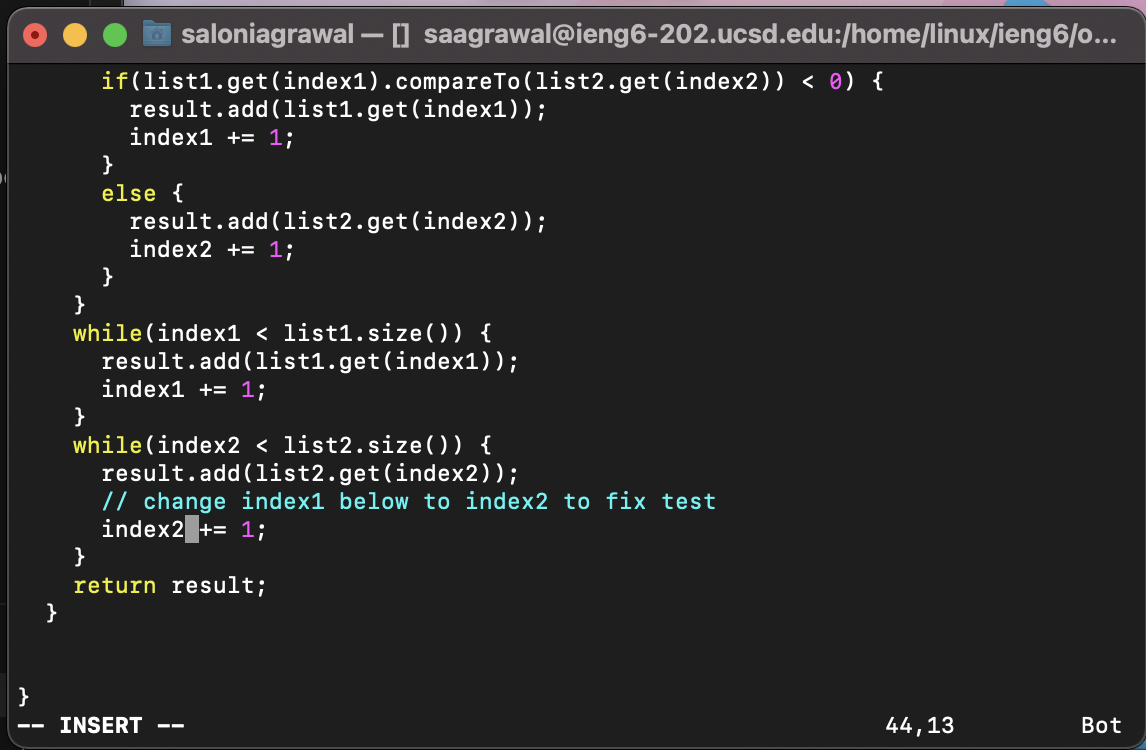 saloniagrawal — [] saagrawal@ieng6-202.ucsd.edu:/home/linux/ieng6/o...
      if(list1.get(index1).compareTo(list2.get(index2)) < 0) {
        result.add(list1.get(index1));
        index1 += 1;
      }
      else {
        result.add(list2.get(index2));
        index2 += 1;
      }
    }
    while(index1 < list1.size()) {
      result.add(list1.get(index1));
      index1 += 1;
    }
    while(index2 < list2.size()) {
      result.add(list2.get(index2));
      // change index1 below to index2 to fix test
      index2 += 1;
    }
    return result;
  }
}
-- INSERT -- 44,13 Bot